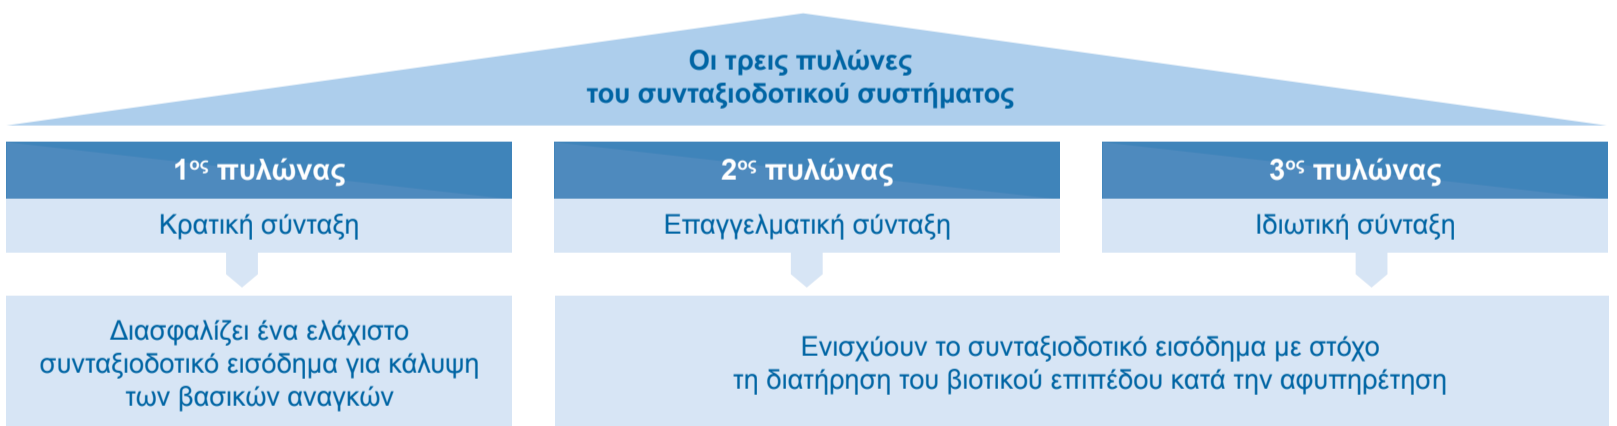 Οι τρεις πυλώνες
του συνταξιοδοτικού συστήματος
1ος πυλώνας
2ος πυλώνας
3ος πυλώνας
Κρατική σύνταξη
Επαγγελματική σύνταξη
Ιδιωτική σύνταξη
Διασφαλίζει ένα ελάχιστο
συνταξιοδοτικό εισόδημα για κάλυψη
των βασικών αναγκών
Ενισχύουν το συνταξιοδοτικό εισόδημα με στόχο
τη διατήρηση του βιοτικού επιπέδου κατά την αφυπηρέτηση